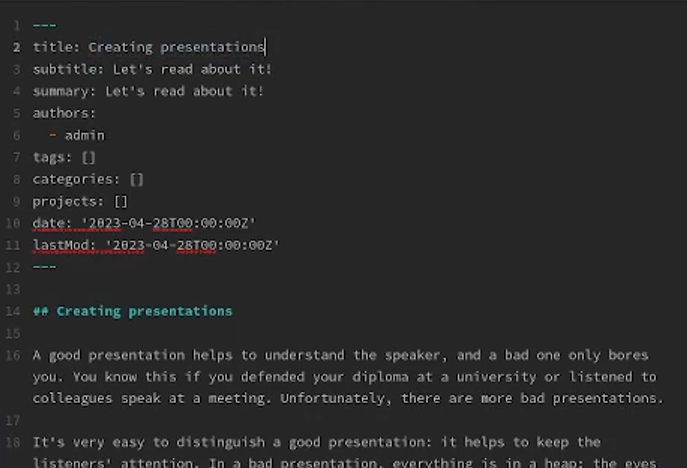 1 ---
2 title: Creating presentations
3 subtitle: Let's read about it!
4 summary: Let's read about it!
5 authors:
6   - admin
7 tags: []
8 categories: []
9 projects: []
10 date: '2023-04-28T00:00:00Z'
11 lastMod: '2023-04-28T00:00:00Z'
12 ---
13
14 ## Creating presentations
15
16 A good presentation helps to understand the speaker, and a bad one only bores
you. You know this if you defended your diploma at a university or listened to
colleagues speak at a meeting. Unfortunately, there are more bad presentations.
17
18 It's very easy to distinguish a good presentation: it helps to keep the
listeners' attention. In a bad presentation, everything is in a heap: the eyes